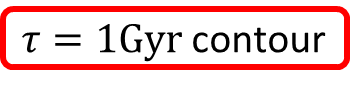 τ = 1Gyr contour